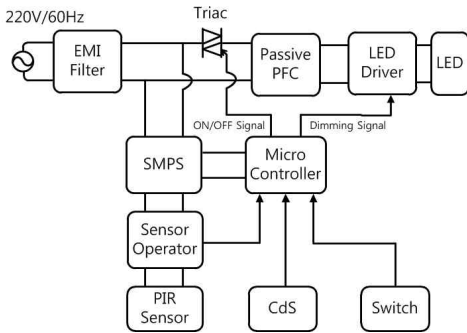 220V/60Hz
Triac
EMI
Filter
Passive
PFC
LED
Driver
LED
ON/OFF Signal
Dimming Signal
SMPS
Micro
Controller
Sensor
Operator
PIR
Sensor
CdS
Switch